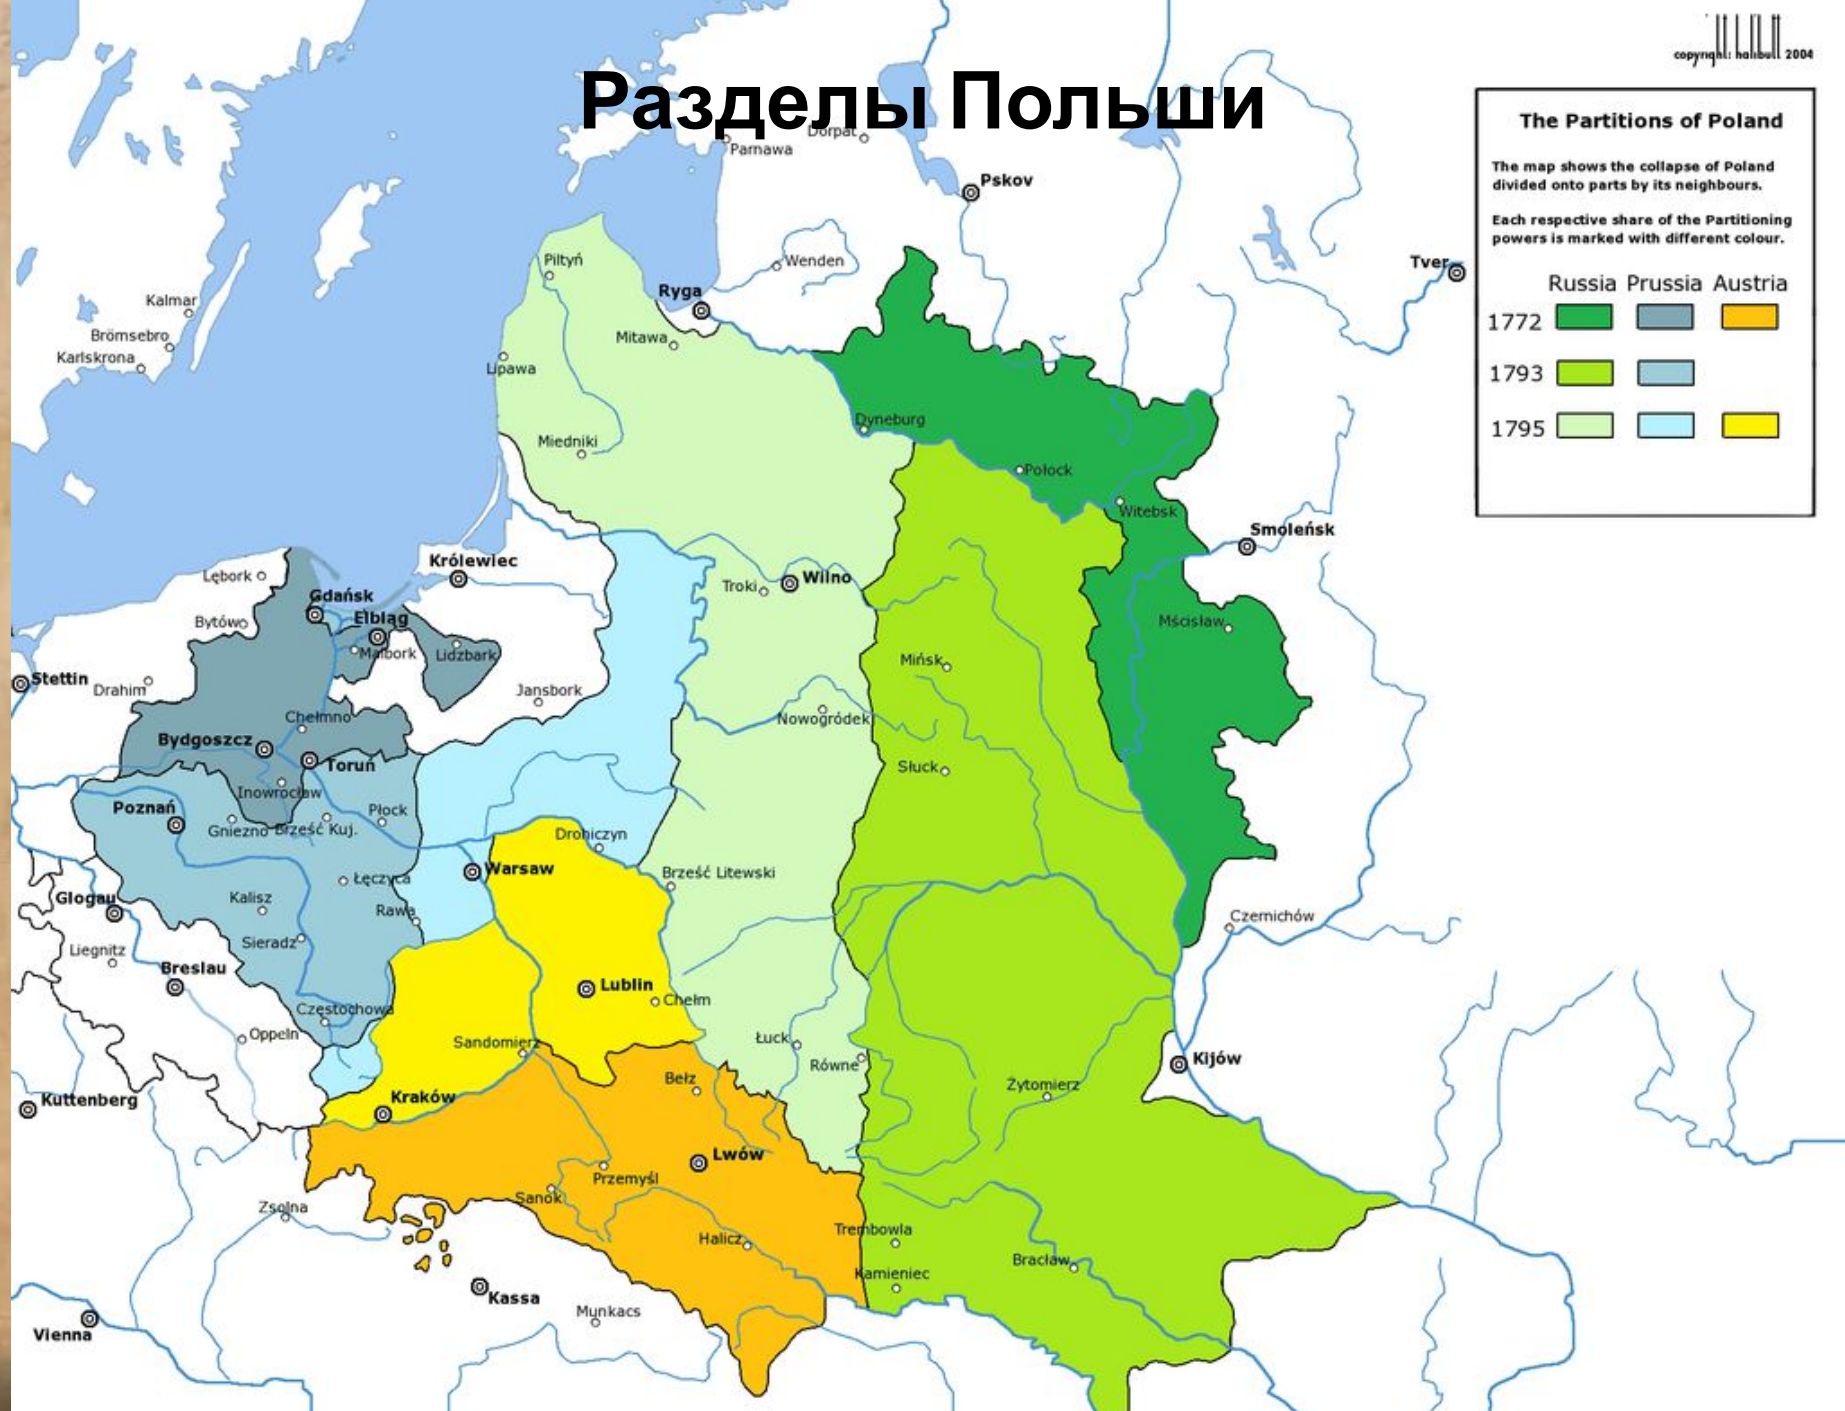 Разделы Польши
copyright: halibutt 2004
The Partitions of Poland
The map shows the collapse of Poland
divided onto parts by its neighbours.
Each respective share of the Partitioning
powers is marked with different colour.
Russia Prussia Austria
1772
1793
1795
Dorpat
Parnawa
Pskov
Tver
Piltyń
Wenden
Ryga
Kalmar
Mitawa
Brömsebro
Karlskrona
Lipawa
Dyneburg
Miedniki
Połock
Witebsk
Smoleńsk
Królewiec
Lębork
Troki
Wilno
Gdańsk
Elbląg
Bytów
Mścisław
Malbork
Lidzbark
Mińsk
Stettin
Drahim
Jansbork
Chełmno
Nowogródek
Bydgoszcz
Toruń
Słuck
Inowrocław
Poznań
Płock
Gniezno
Brześć Kuj.
Drohiczyn
Warsaw
Brześć Litewski
Łęczyca
Glogau
Kalisz
Rawa
Czernichów
Sieradz
Liegnitz
Breslau
Lublin
Chełm
Częstochowa
Oppeln
Sandomierz
Łuck
Równe
Kijów
Bełz
Żytomierz
Kuttenberg
Kraków
Lwów
Przemyśl
Sanok
Zsolna
Trembowla
Halicz
Bracław
Kamieniec
Kassa
Munkacs
Vienna